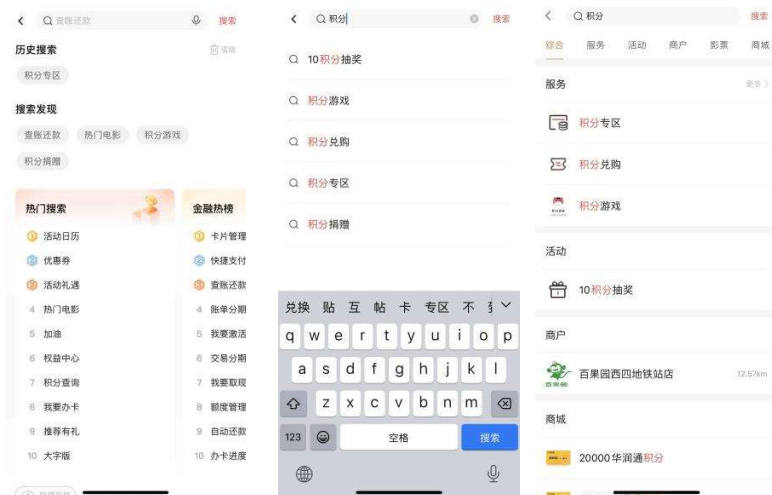 查账还款
搜索
历史搜索
清除
积分专区
搜索发现
查账还款
热门电影
积分游戏
积分捐赠
热门搜索
1 活动日历
2 优惠券
3 活动礼遇
4 热门电影
5 加油
6 权益中心
7 积分查询
8 我要办卡
9 推荐有礼
10 大字版
金融热榜
1 卡片管理
2 快捷支付
3 查账还款
4 账单分期
5 我要激活
6 交易分期
7 我要取现
8 额度管理
9 自动还款
10 办卡进度
积分
搜索
10积分抽奖
积分游戏
积分兑购
积分专区
积分捐赠
兑换 贴 互 帖 卡 专区 不
q w e r t y u i o p
a s d f g h j k l
z x c v b n m
123 空格 搜索
积分
搜索
综合 服务 活动 商户 影票 商城
服务
更多
积分专区
积分兑购
积分游戏
活动
10积分抽奖
商户
百果园
百果园西四地铁站店
12.57km
商城
20000华润通积分